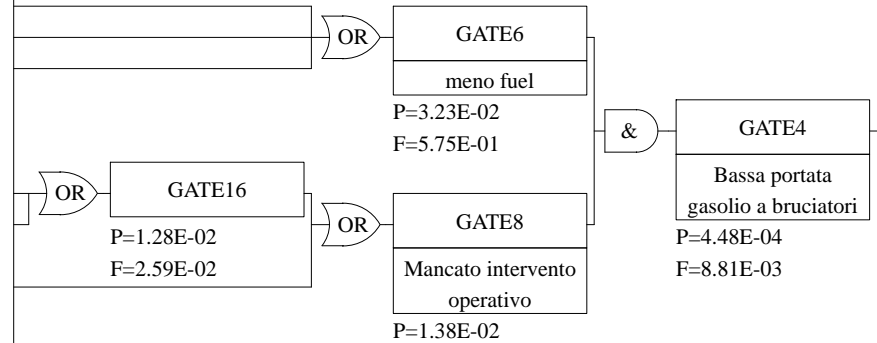 OR
GATE6
meno fuel
P=3.23E-02
F=5.75E-01
&
GATE4
Bassa portata
gasolio a bruciatori
P=4.48E-04
F=8.81E-03
OR
GATE16
P=1.28E-02
F=2.59E-02
OR
GATE8
Mancato intervento
operativo
P=1.38E-02